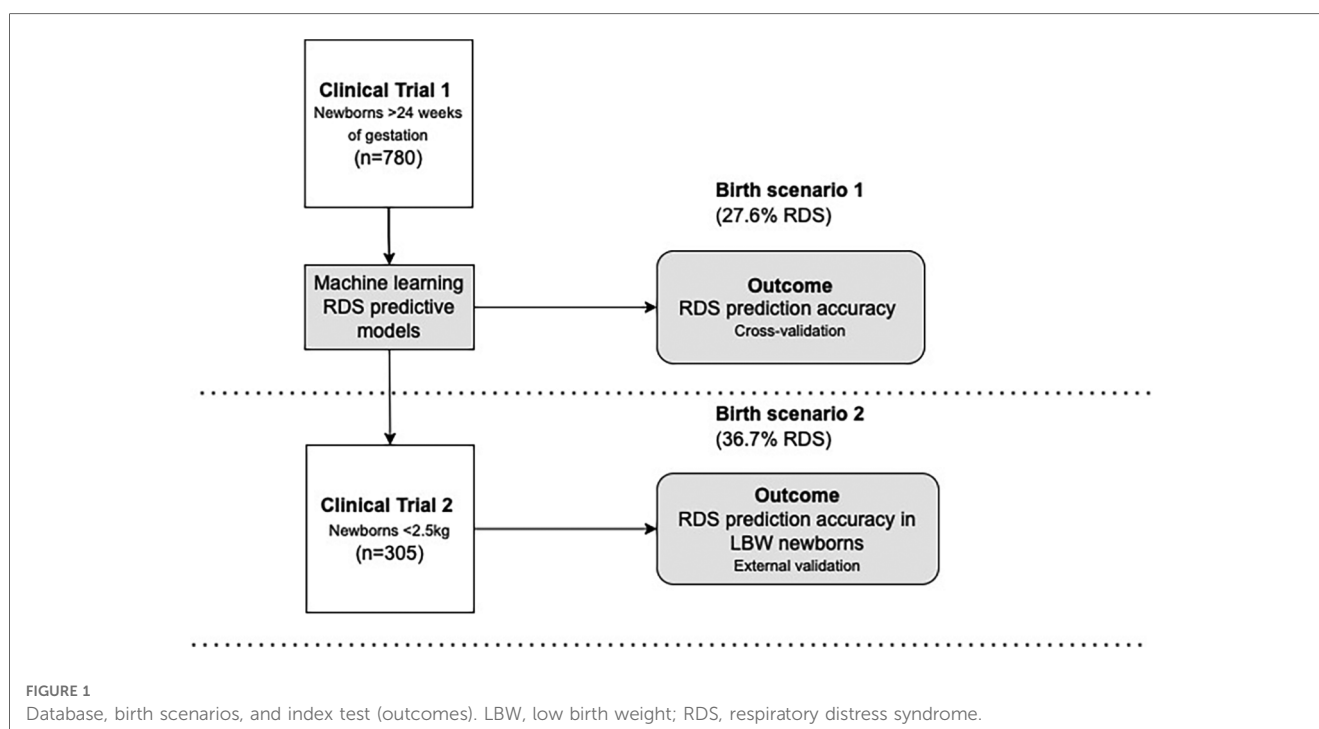 Clinical Trial 1
Newborns >24 weeks
of gestation
(n=780)
Birth scenario 1
(27.6% RDS)
Machine learning
RDS predictive
models
Outcome
RDS prediction accuracy
Cross-validation
Birth scenario 2
(36.7% RDS)
Clinical Trial 2
Newborns <2.5kg
(n=305)
Outcome
RDS prediction accuracy in
LBW newborns
External validation
FIGURE 1
Database, birth scenarios, and index test (outcomes). LBW, low birth weight; RDS, respiratory distress syndrome.